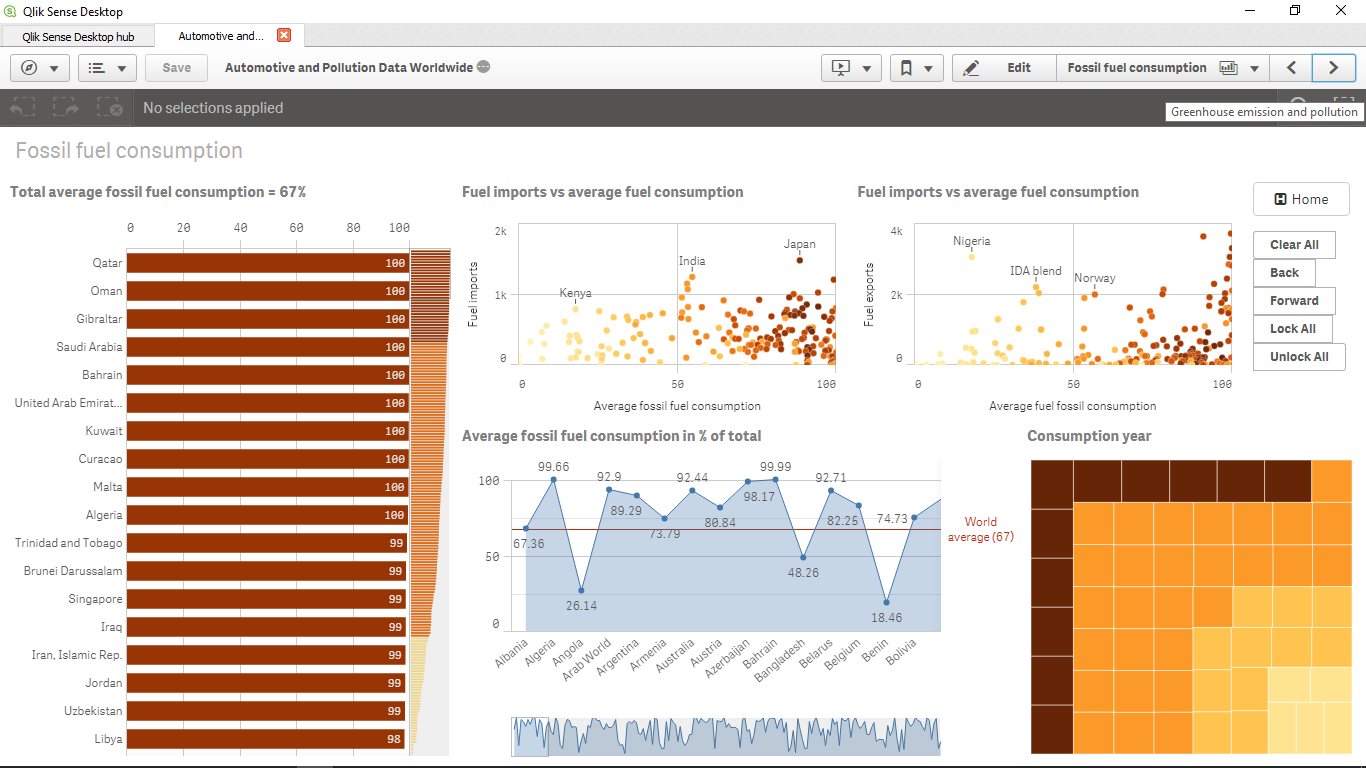 Qlik Sense Desktop
Qlik Sense Desktop hub
Automotive and...
Save
Automotive and Pollution Data Worldwide
Edit
Fossil fuel consumption
No selections applied
Greenhouse emission and pollution
Fossil fuel consumption
Total average fossil fuel consumption = 67%
0 20 40 60 80 100
Qatar 100
Oman 100
Gibraltar 100
Saudi Arabia 100
Bahrain 100
United Arab Emirat... 100
Kuwait 100
Curacao 100
Malta 100
Algeria 100
Trinidad and Tobago 99
Brunei Darussalam 99
Singapore 99
Iraq 99
Iran, Islamic Rep. 99
Jordan 99
Uzbekistan 99
Libya 98
Fuel imports vs average fuel consumption
Fuel imports
2k
1k
0
Kenya
India
Japan
0 50 100
Average fossil fuel consumption
Fuel imports vs average fuel consumption
Fuel exports
4k
2k
0
Nigeria
IDA blend
Norway
0 50 100
Average fuel fossil consumption
Home
Clear All
Back
Forward
Lock All
Unlock All
Average fossil fuel consumption in % of total
100
50
0
67.36
99.66
26.14
92.9
89.29
73.79
92.44
80.84
98.17
99.99
48.26
92.71
82.25
18.46
74.73
World
average (67)
Albania
Algeria
Angola
Arab World
Argentina
Armenia
Australia
Austria
Azerbaijan
Bahrain
Bangladesh
Belarus
Belgium
Benin
Bolivia
Consumption year